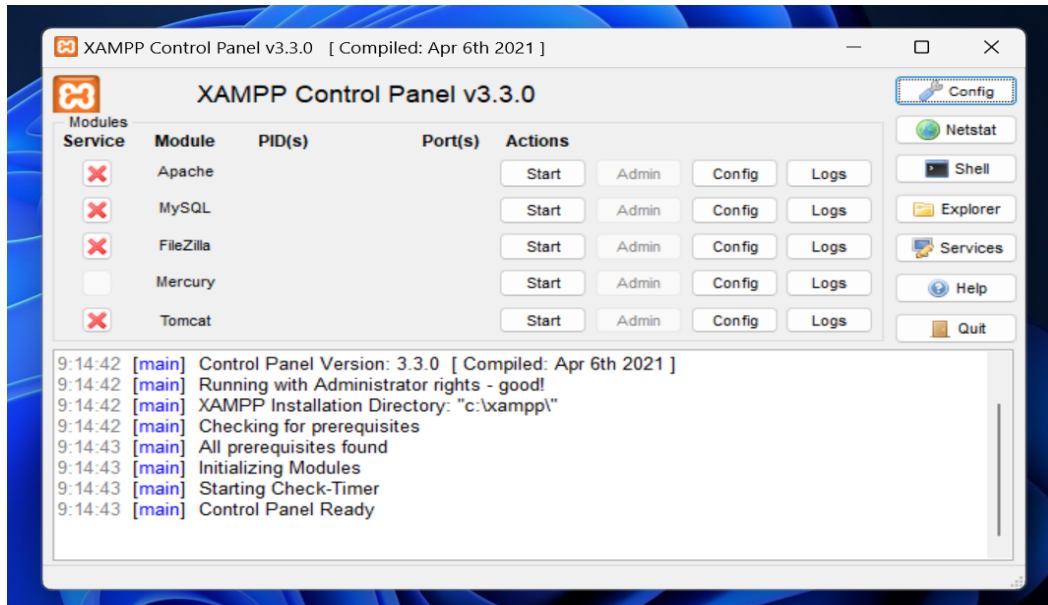 XAMPP Control Panel v3.3.0 [ Compiled: Apr 6th 2021 ]
XAMPP Control Panel v3.3.0
Config
Modules
Service Module PID(s) Port(s) Actions
Netstat
Apache Start Admin Config Logs
Shell
MySQL Start Admin Config Logs
Explorer
FileZilla Start Admin Config Logs
Services
Mercury Start Admin Config Logs
Help
Tomcat Start Admin Config Logs
Quit
9:14:42 [main] Control Panel Version: 3.3.0 [ Compiled: Apr 6th 2021 ]
9:14:42 [main] Running with Administrator rights - good!
9:14:42 [main] XAMPP Installation Directory: "c:\xampp\"
9:14:42 [main] Checking for prerequisites
9:14:43 [main] All prerequisites found
9:14:43 [main] Initializing Modules
9:14:43 [main] Starting Check-Timer
9:14:43 [main] Control Panel Ready